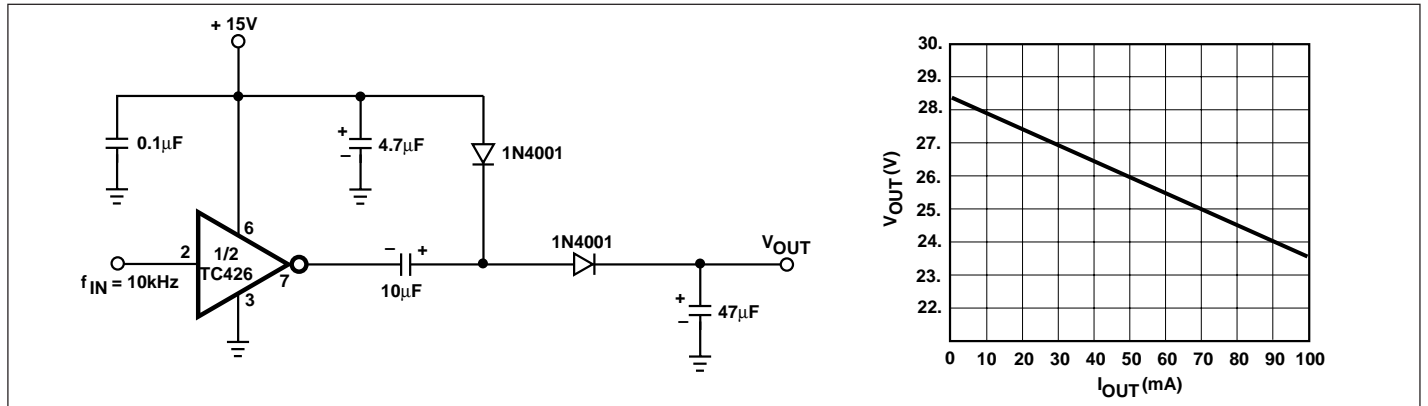 + 15V
0.1µF
+
–
4.7µF
1N4001
6
2
1/2
TC426
7
3
f IN = 10kHz
– +
10µF
1N4001
VOUT
+
–
47µF
30.
29.
28.
27.
26.
25.
24.
23.
22.
VOUT (V)
0 10 20 30 40 50 60 70 80 90 100
IOUT (mA)